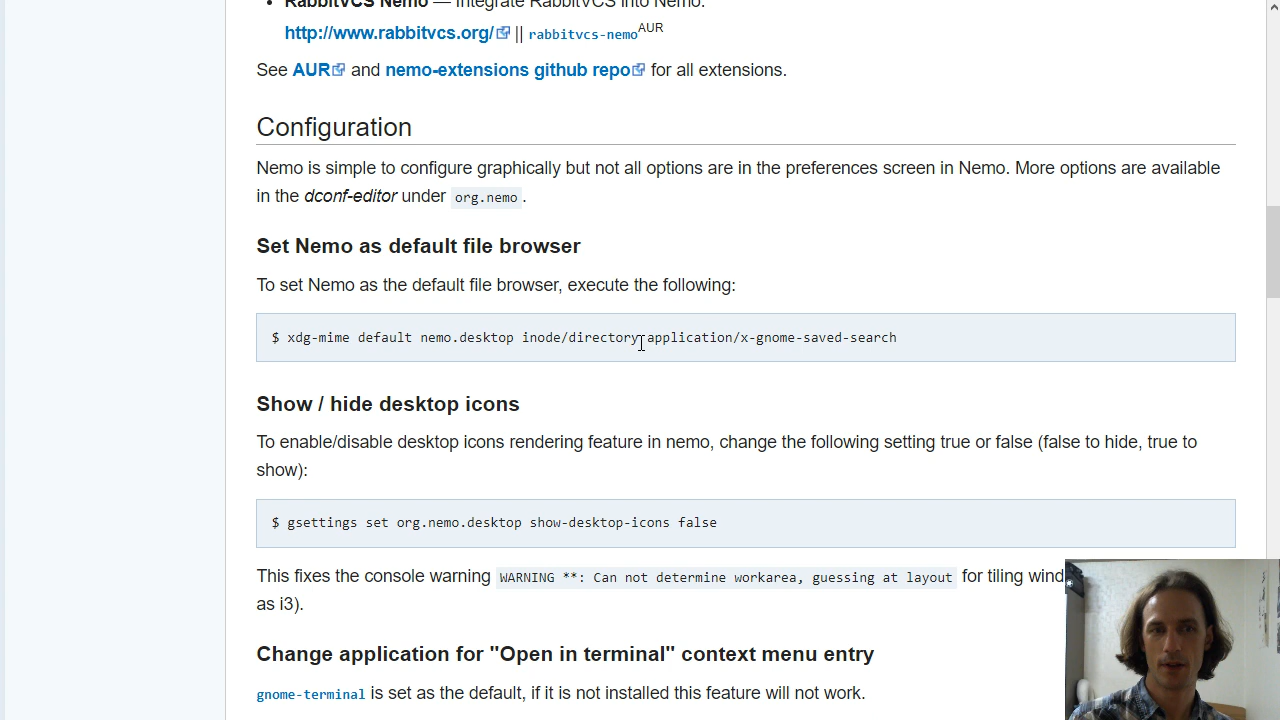 • RabbitVCS Nemo — Integrate RabbitVCS into Nemo.
http://www.rabbitvcs.org/ || rabbitvcs-nemoAUR
See AUR and nemo-extensions github repo for all extensions.
Configuration
Nemo is simple to configure graphically but not all options are in the preferences screen in Nemo. More options are available
in the dconf-editor under org.nemo.
Set Nemo as default file browser
To set Nemo as the default file browser, execute the following:
$ xdg-mime default nemo.desktop inode/directory application/x-gnome-saved-search
Show / hide desktop icons
To enable/disable desktop icons rendering feature in nemo, change the following setting true or false (false to hide, true to
show):
$ gsettings set org.nemo.desktop show-desktop-icons false
This fixes the console warning WARNING **: Can not determine workarea, guessing at layout for tiling
as i3).
Change application for "Open in terminal" context menu entry
gnome-terminal is set as the default, if it is not installed this feature will not work.